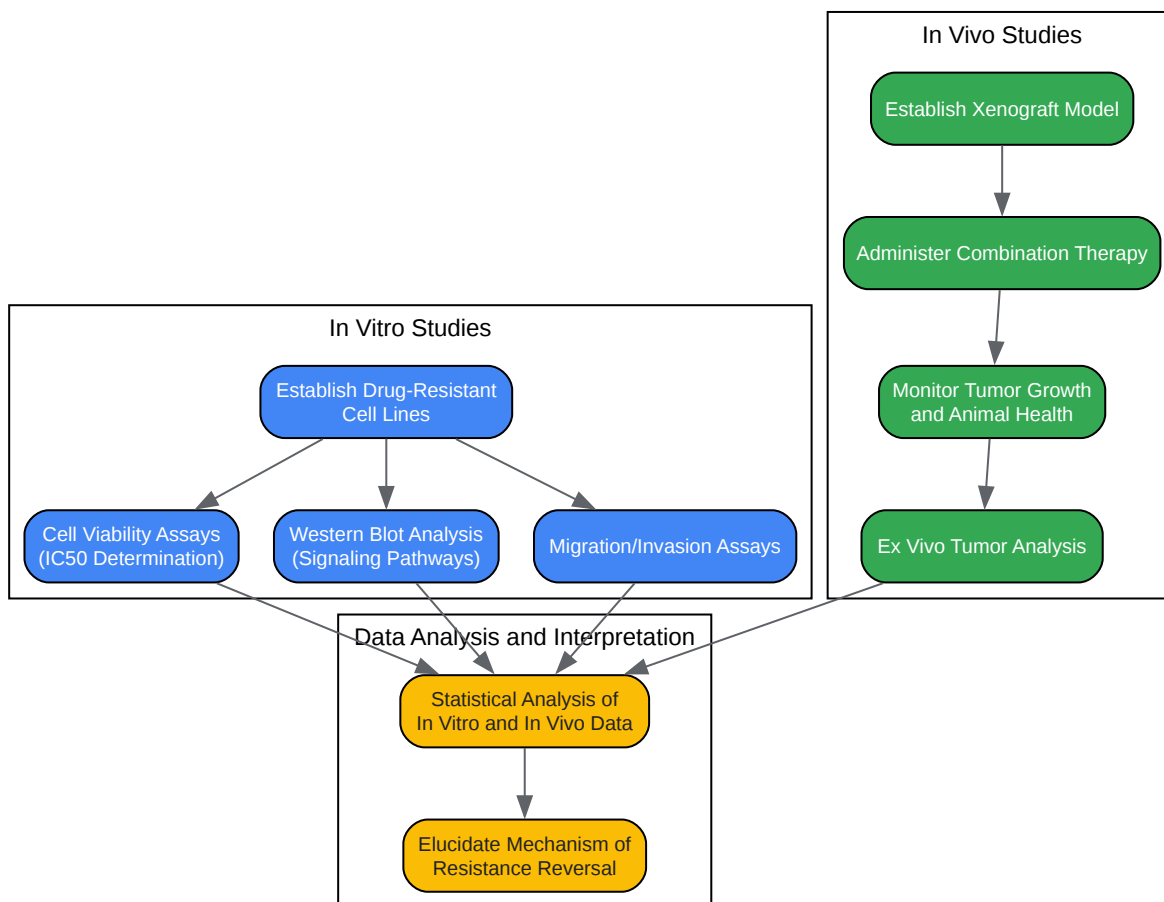 In Vivo Studies
Establish Xenograft Model
Administer Combination Therapy
Monitor Tumor Growth
and Animal Health
Ex Vivo Tumor Analysis
In Vitro Studies
Establish Drug-Resistant
Cell Lines
Cell Viability Assays
(IC50 Determination)
Western Blot Analysis
(Signaling Pathways)
Migration/Invasion Assays
Data Analysis and Interpretation
Statistical Analysis of
In Vitro and In Vivo Data
Elucidate Mechanism of
Resistance Reversal